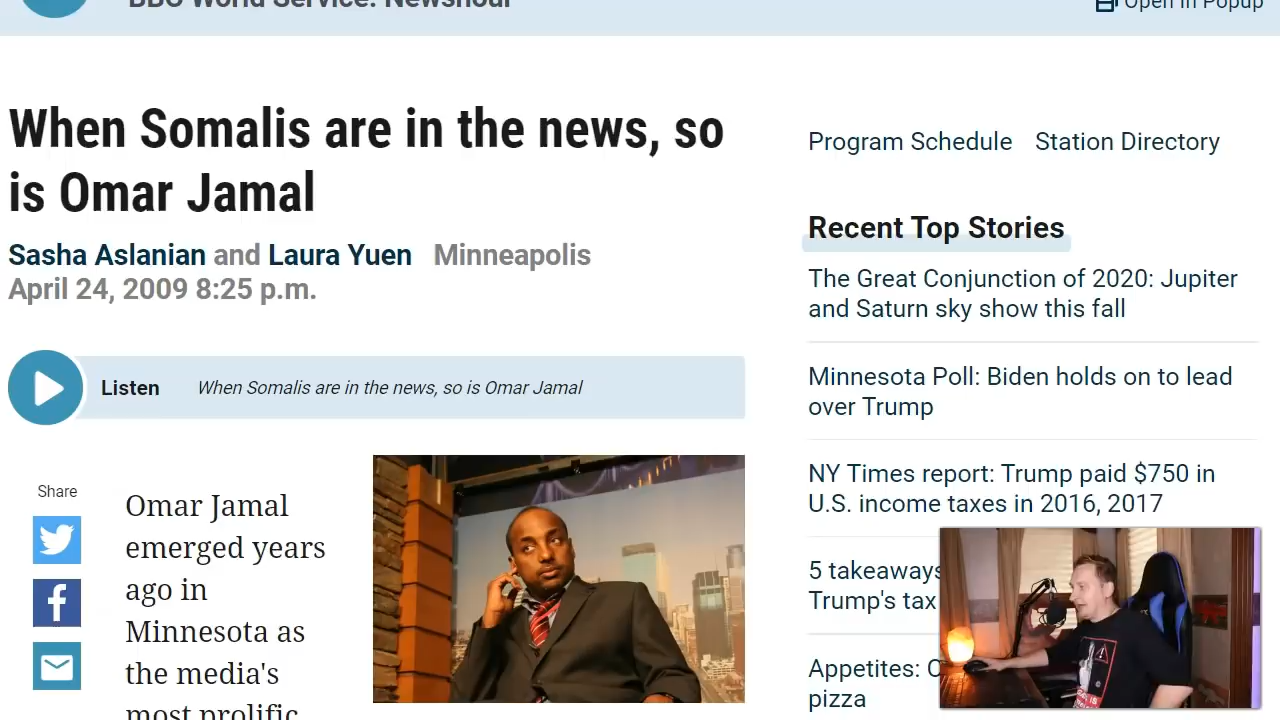 BBC World Service: Newshour
Open in Popup
When Somalis are in the news, so
is Omar Jamal
Sasha Aslanian and Laura Yuen Minneapolis
April 24, 2009 8:25 p.m.
Listen When Somalis are in the news, so is Omar Jamal
Share
Omar Jamal
emerged years
ago in
Minnesota as
the media's
most prolific
Program Schedule Station Directory
Recent Top Stories
The Great Conjunction of 2020: Jupiter
and Saturn sky show this fall
Minnesota Poll: Biden holds on to lead
over Trump
NY Times report: Trump paid $750 in
U.S. income taxes in 2016, 2017
5 takeaways
Trump's tax
Appetites:
pizza